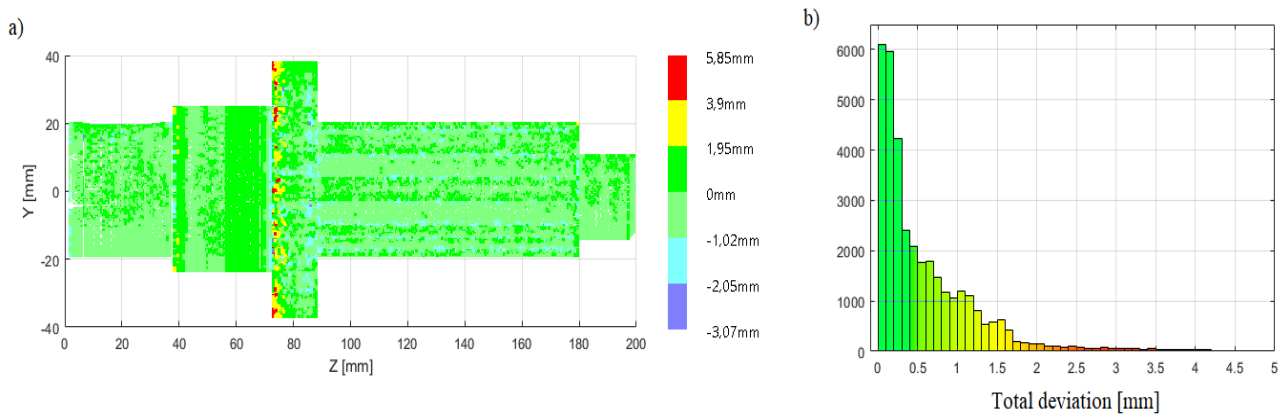 a)
40
20
0
-20
-40
Y [mm]
0 20 40 60 80 100 120 140 160 180 200
Z [mm]
5,85mm
3,9mm
1,95mm
0mm
-1,02mm
-2,05mm
-3,07mm
b)
6000
5000
4000
3000
2000
1000
0
0 0.5 1 1.5 2 2.5 3 3.5 4 4.5 5
Total deviation [mm]